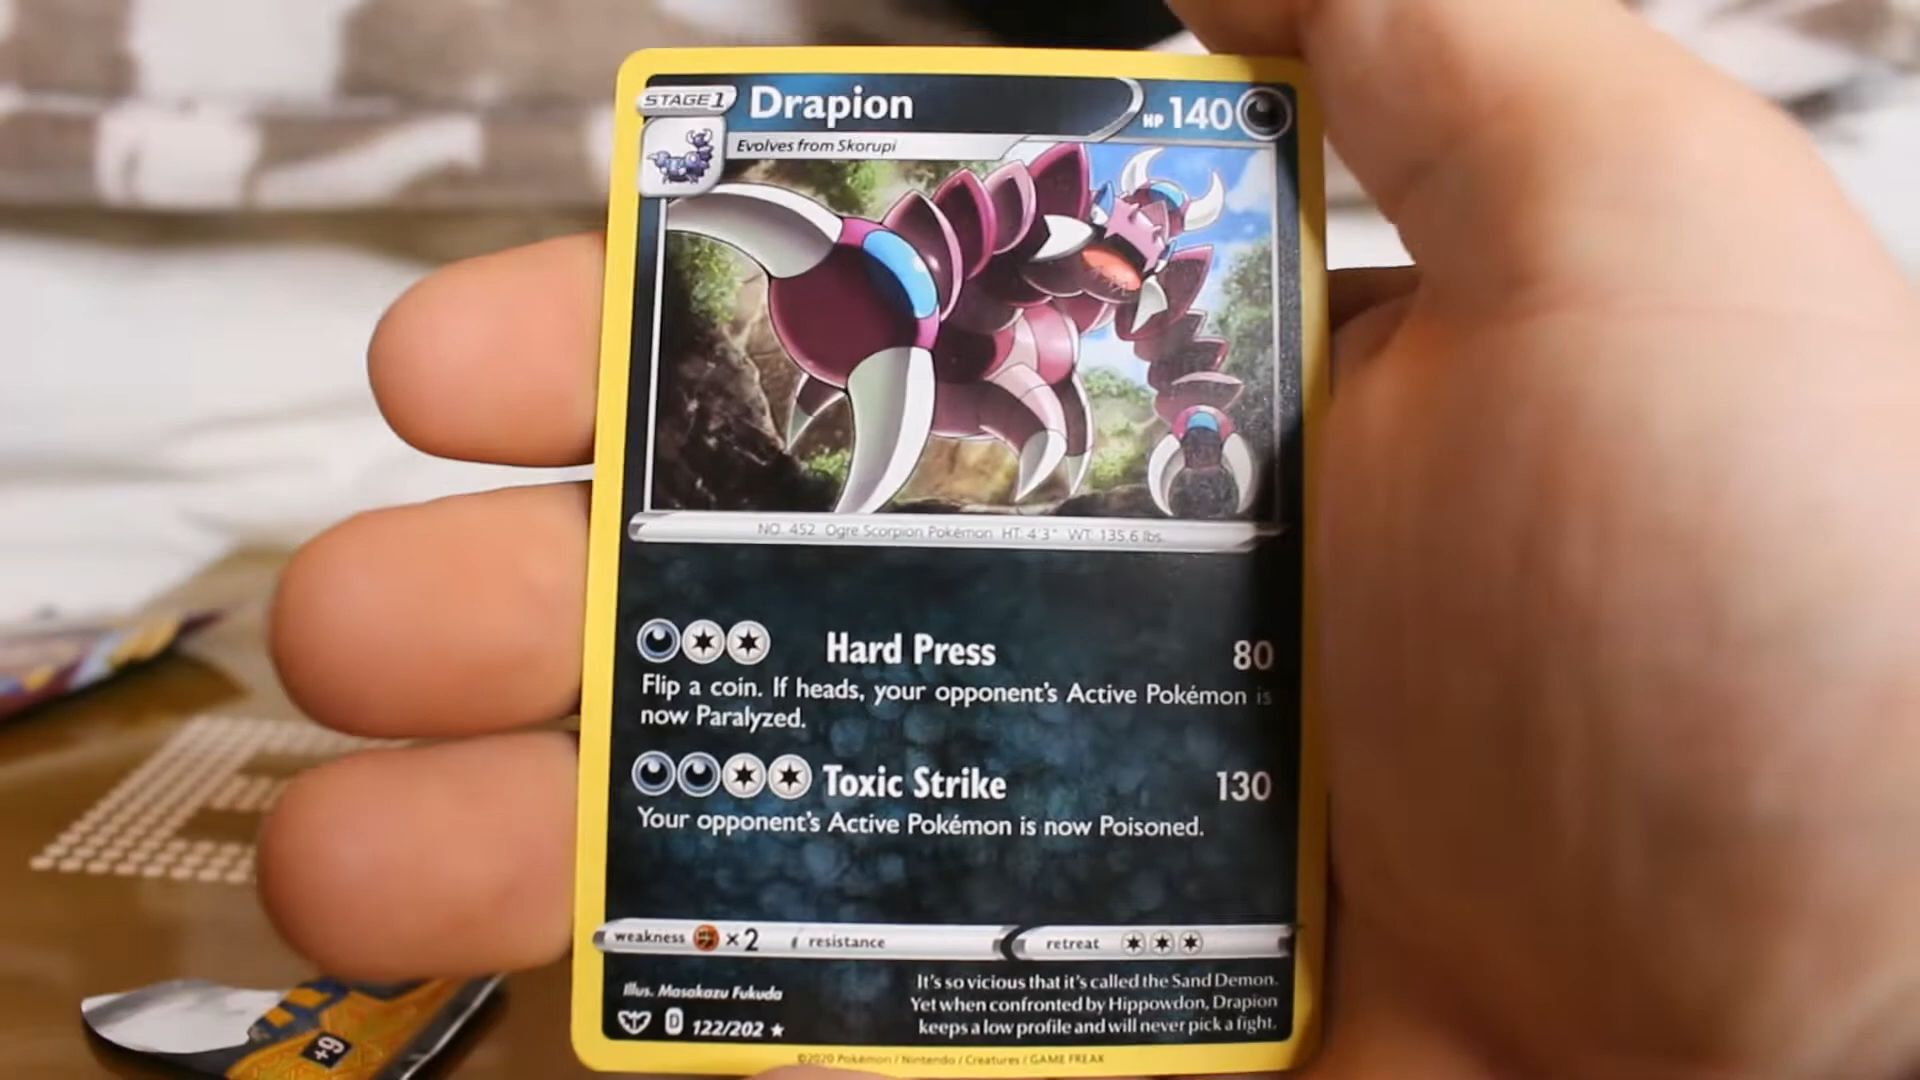 STAGE 1 Drapion HP 140
Evolves from Skorupi
NO. 452 Ogre Scorpion Pokémon HT: 4'3" WT: 135.6 lbs.
Hard Press 80
Flip a coin. If heads, your opponent's Active Pokémon is
now Paralyzed.
Toxic Strike 130
Your opponent's Active Pokémon is now Poisoned.
weakness ×2 resistance retreat
It's so vicious that it's called the Sand Demon.
Yet when confronted by Hippowdon, Drapion
keeps a low profile and will never pick a fight.
Illus. Masakazu Fukuda
D 122/202 ★
©2020 Pokémon / Nintendo / Creatures / GAME FREAK
+9